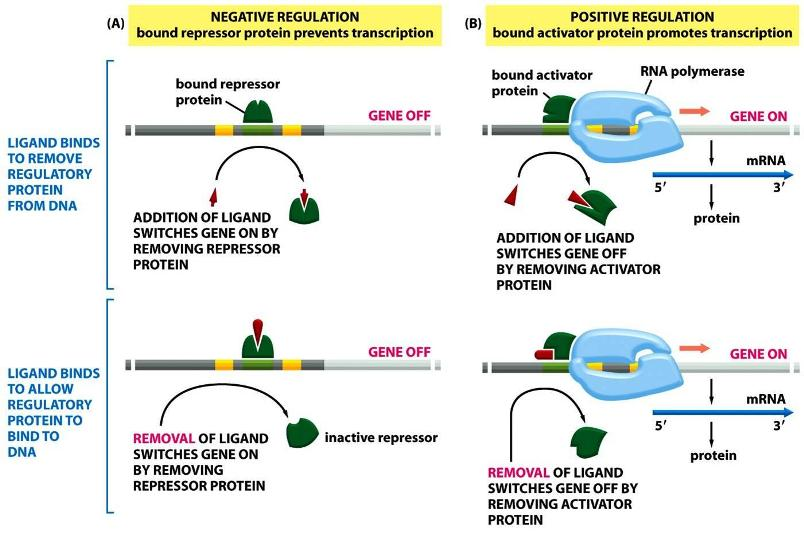 (A)
NEGATIVE REGULATION
bound repressor protein prevents transcription
(B)
POSITIVE REGULATION
bound activator protein promotes transcription
LIGAND BINDS
TO REMOVE
REGULATORY
PROTEIN
FROM DNA
bound repressor
protein
GENE OFF
ADDITION OF LIGAND
SWITCHES GENE ON BY
REMOVING REPRESSOR
PROTEIN
bound activator
protein
RNA polymerase
GENE ON
mRNA
5′
3′
protein
ADDITION OF LIGAND
SWITCHES GENE OFF
BY REMOVING ACTIVATOR
PROTEIN
LIGAND BINDS
TO ALLOW
REGULATORY
PROTEIN TO
BIND TO
DNA
GENE OFF
inactive repressor
REMOVAL OF LIGAND
SWITCHES GENE ON
BY REMOVING
REPRESSOR PROTEIN
GENE ON
mRNA
5′
3′
protein
REMOVAL OF LIGAND
SWITCHES GENE OFF BY
REMOVING ACTIVATOR
PROTEIN